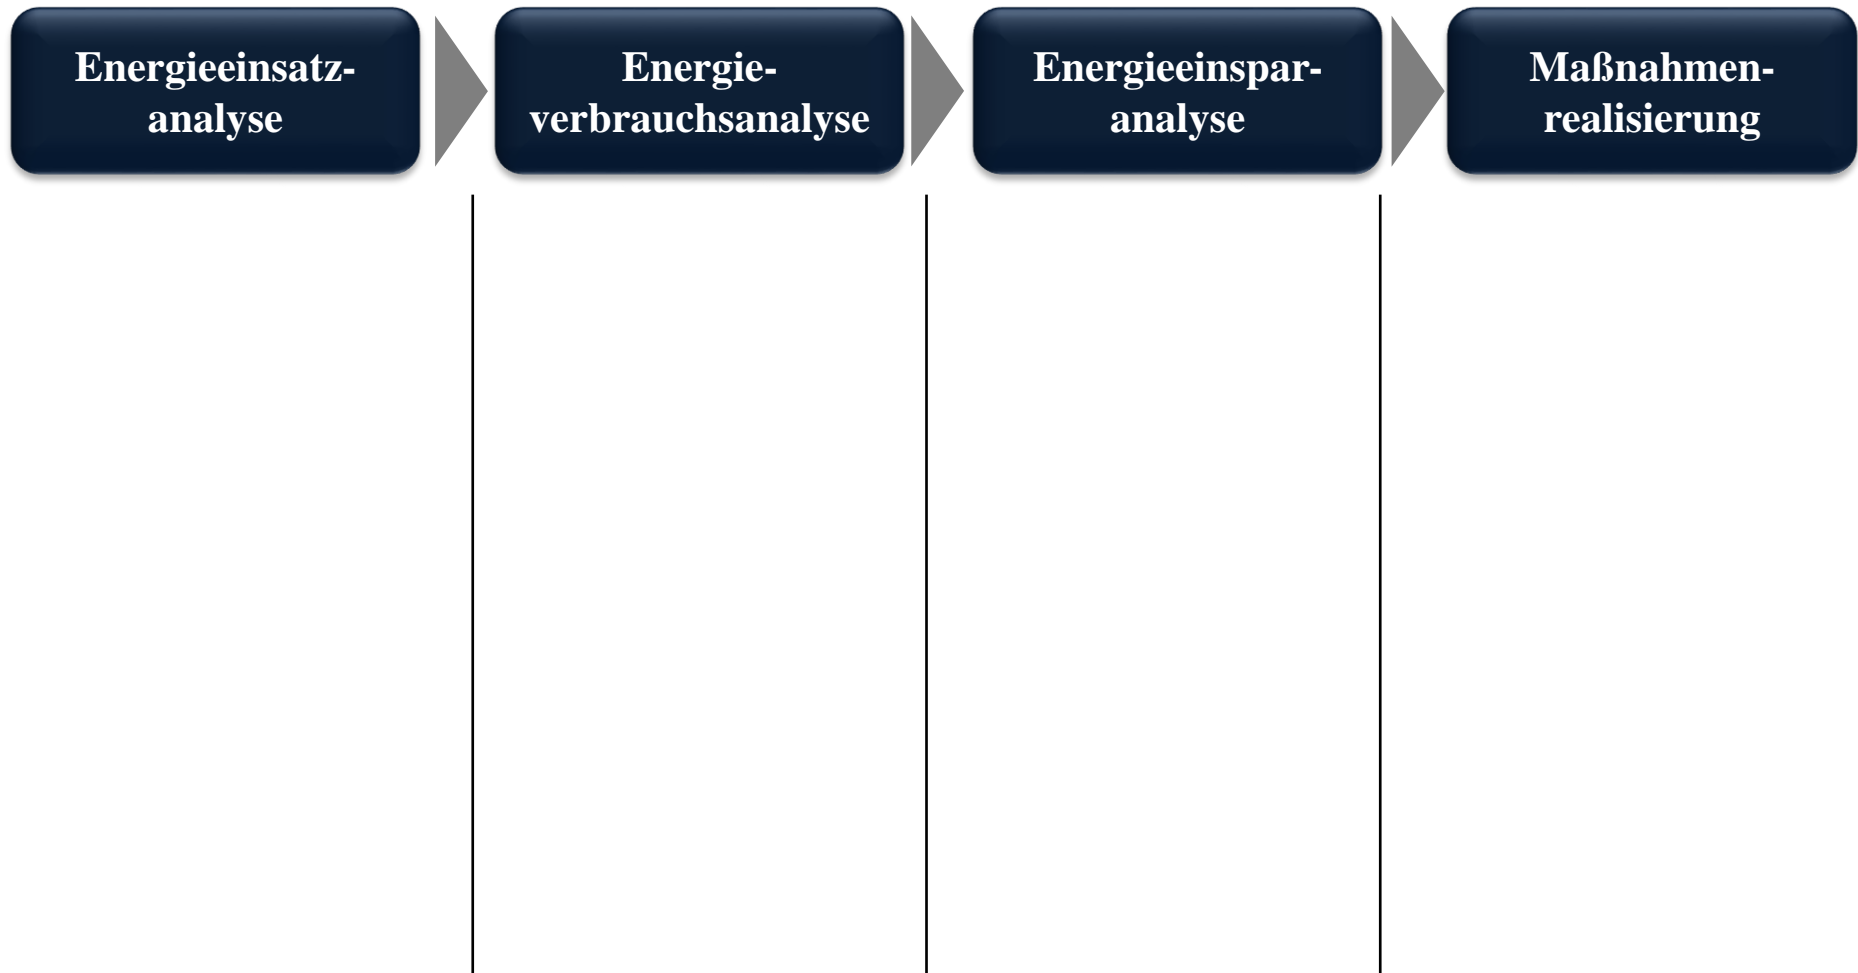 Energieeinsatz-
analyse
Energie-
verbrauchsanalyse
Energieeinspar-
analyse
Maßnahmen-
realisierung